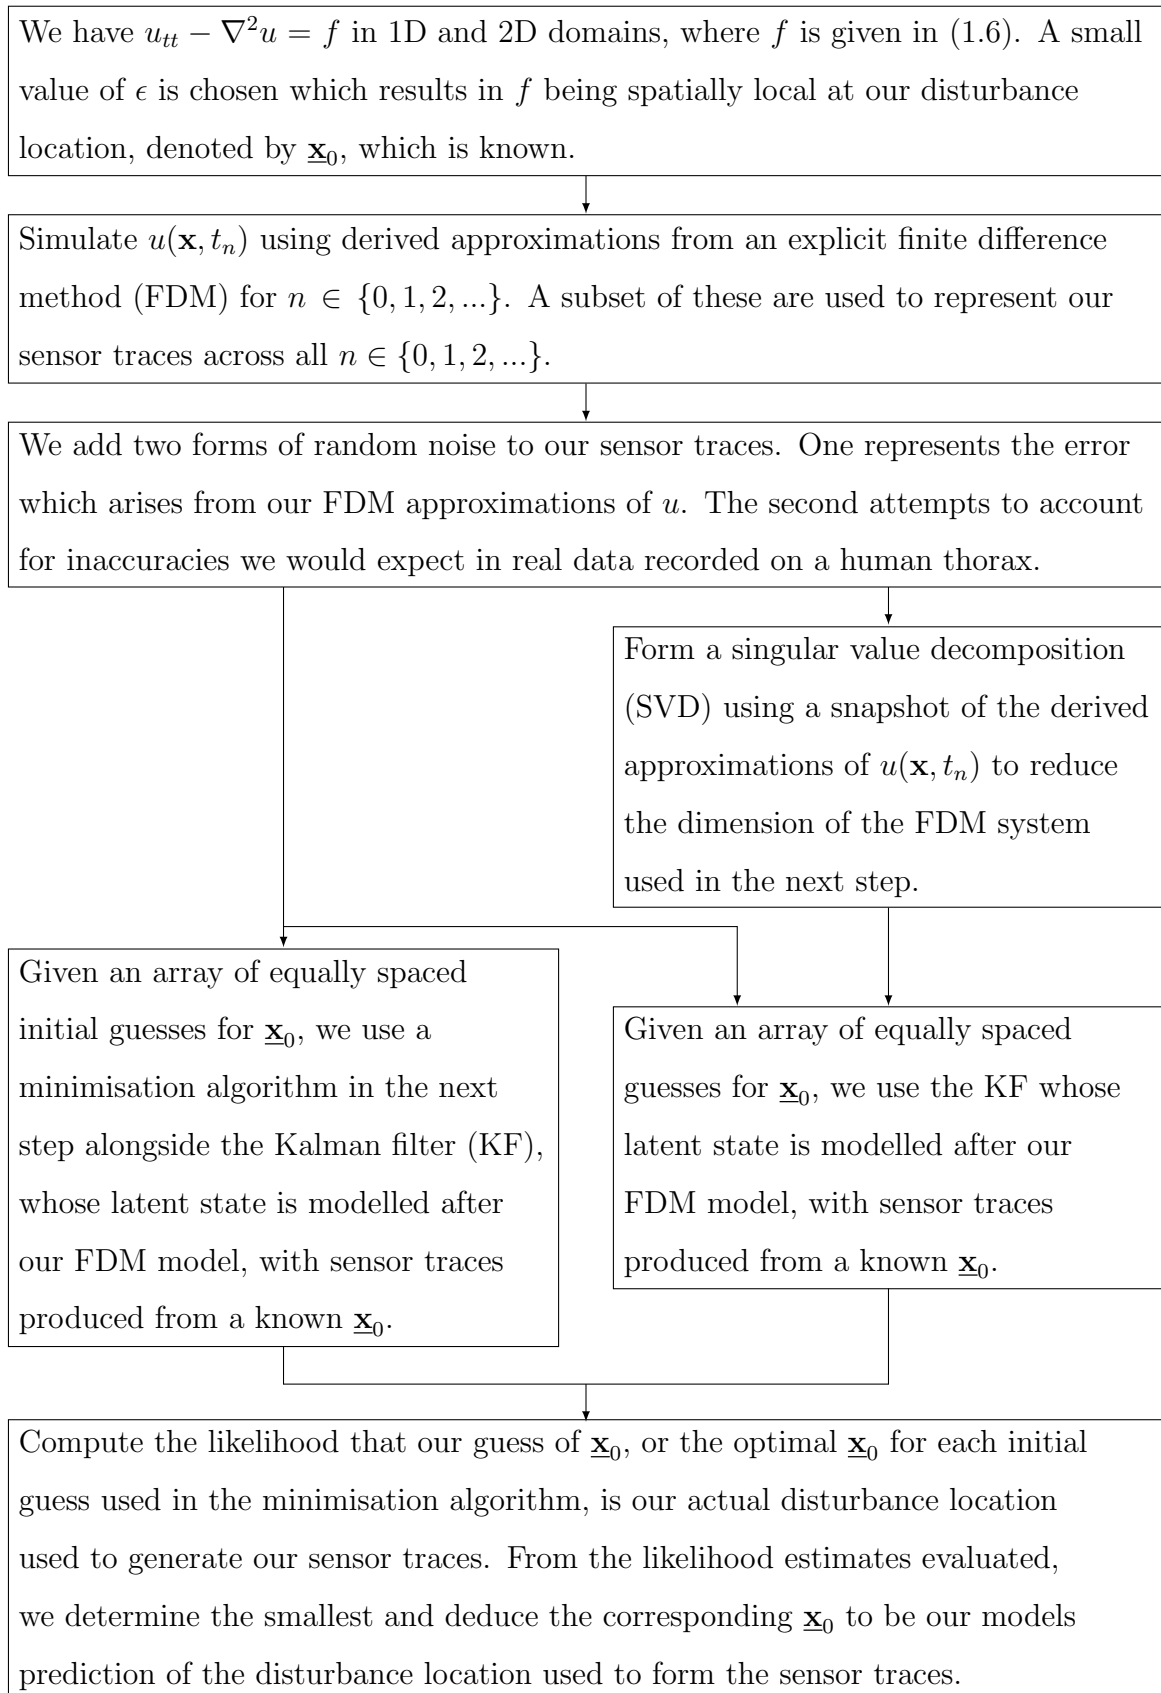 We have $u_{tt} - \nabla^2 u = f$ in 1D and 2D domains, where $f$ is given in (1.6). A small
value of $\epsilon$ is chosen which results in $f$ being spatially local at our disturbance
location, denoted by $\underline{\mathbf{x}}_0$, which is known.
Simulate $u(\mathbf{x}, t_n)$ using derived approximations from an explicit finite difference
method (FDM) for $n \in \{0, 1, 2, ...\}$. A subset of these are used to represent our
sensor traces across all $n \in \{0, 1, 2, ...\}$.
We add two forms of random noise to our sensor traces. One represents the error
which arises from our FDM approximations of $u$. The second attempts to account
for inaccuracies we would expect in real data recorded on a human thorax.
Form a singular value decomposition
(SVD) using a snapshot of the derived
approximations of $u(\mathbf{x}, t_n)$ to reduce
the dimension of the FDM system
used in the next step.
Given an array of equally spaced
initial guesses for $\underline{\mathbf{x}}_0$, we use a
minimisation algorithm in the next
step alongside the Kalman filter (KF),
whose latent state is modelled after
our FDM model, with sensor traces
produced from a known $\underline{\mathbf{x}}_0$.
Given an array of equally spaced
guesses for $\underline{\mathbf{x}}_0$, we use the KF whose
latent state is modelled after our
FDM model, with sensor traces
produced from a known $\underline{\mathbf{x}}_0$.
Compute the likelihood that our guess of $\underline{\mathbf{x}}_0$, or the optimal $\underline{\mathbf{x}}_0$ for each initial
guess used in the minimisation algorithm, is our actual disturbance location
used to generate our sensor traces. From the likelihood estimates evaluated,
we determine the smallest and deduce the corresponding $\underline{\mathbf{x}}_0$ to be our models
prediction of the disturbance location used to form the sensor traces.